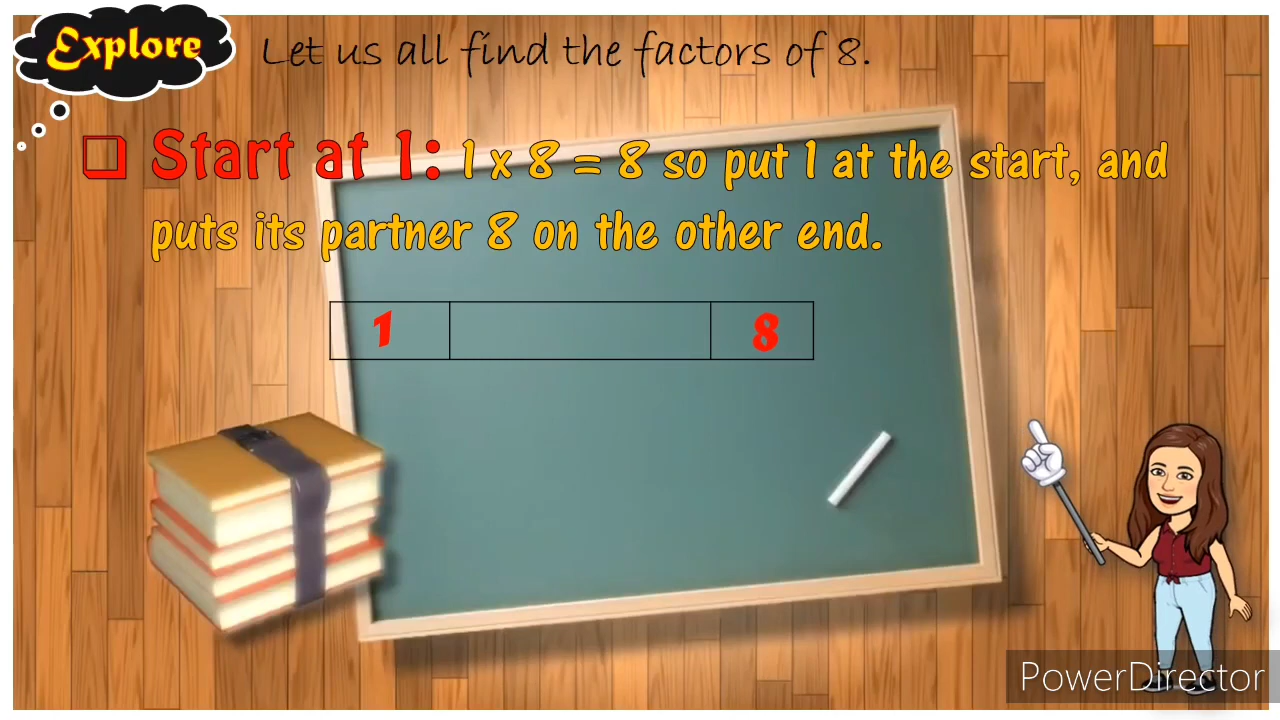 Explore
Let us all find the factors of 8.
Start at 1: 1 x 8 = 8 so put 1 at the start, and
puts its partner 8 on the other end.
1 8
PowerDirector